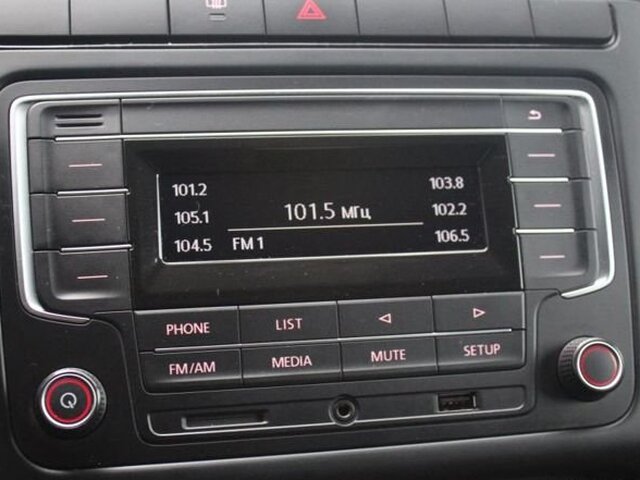 101.2
103.8
105.1
101.5 МГц
102.2
104.5
FM 1
106.5
PHONE
LIST
FM/AM
MEDIA
MUTE
SETUP